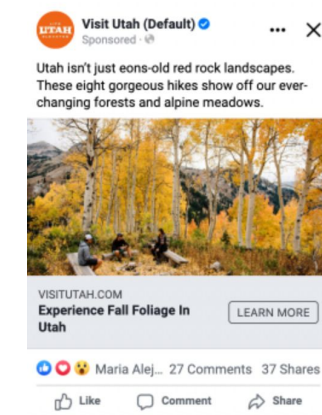 UTAH
Visit Utah (Default)
Sponsored ·
Utah isn't just eons-old red rock landscapes.
These eight gorgeous hikes show off our ever-
changing forests and alpine meadows.
VISITUTAH.COM
Experience Fall Foliage In
Utah
LEARN MORE
Maria Alej... 27 Comments 37 Shares
Like Comment Share